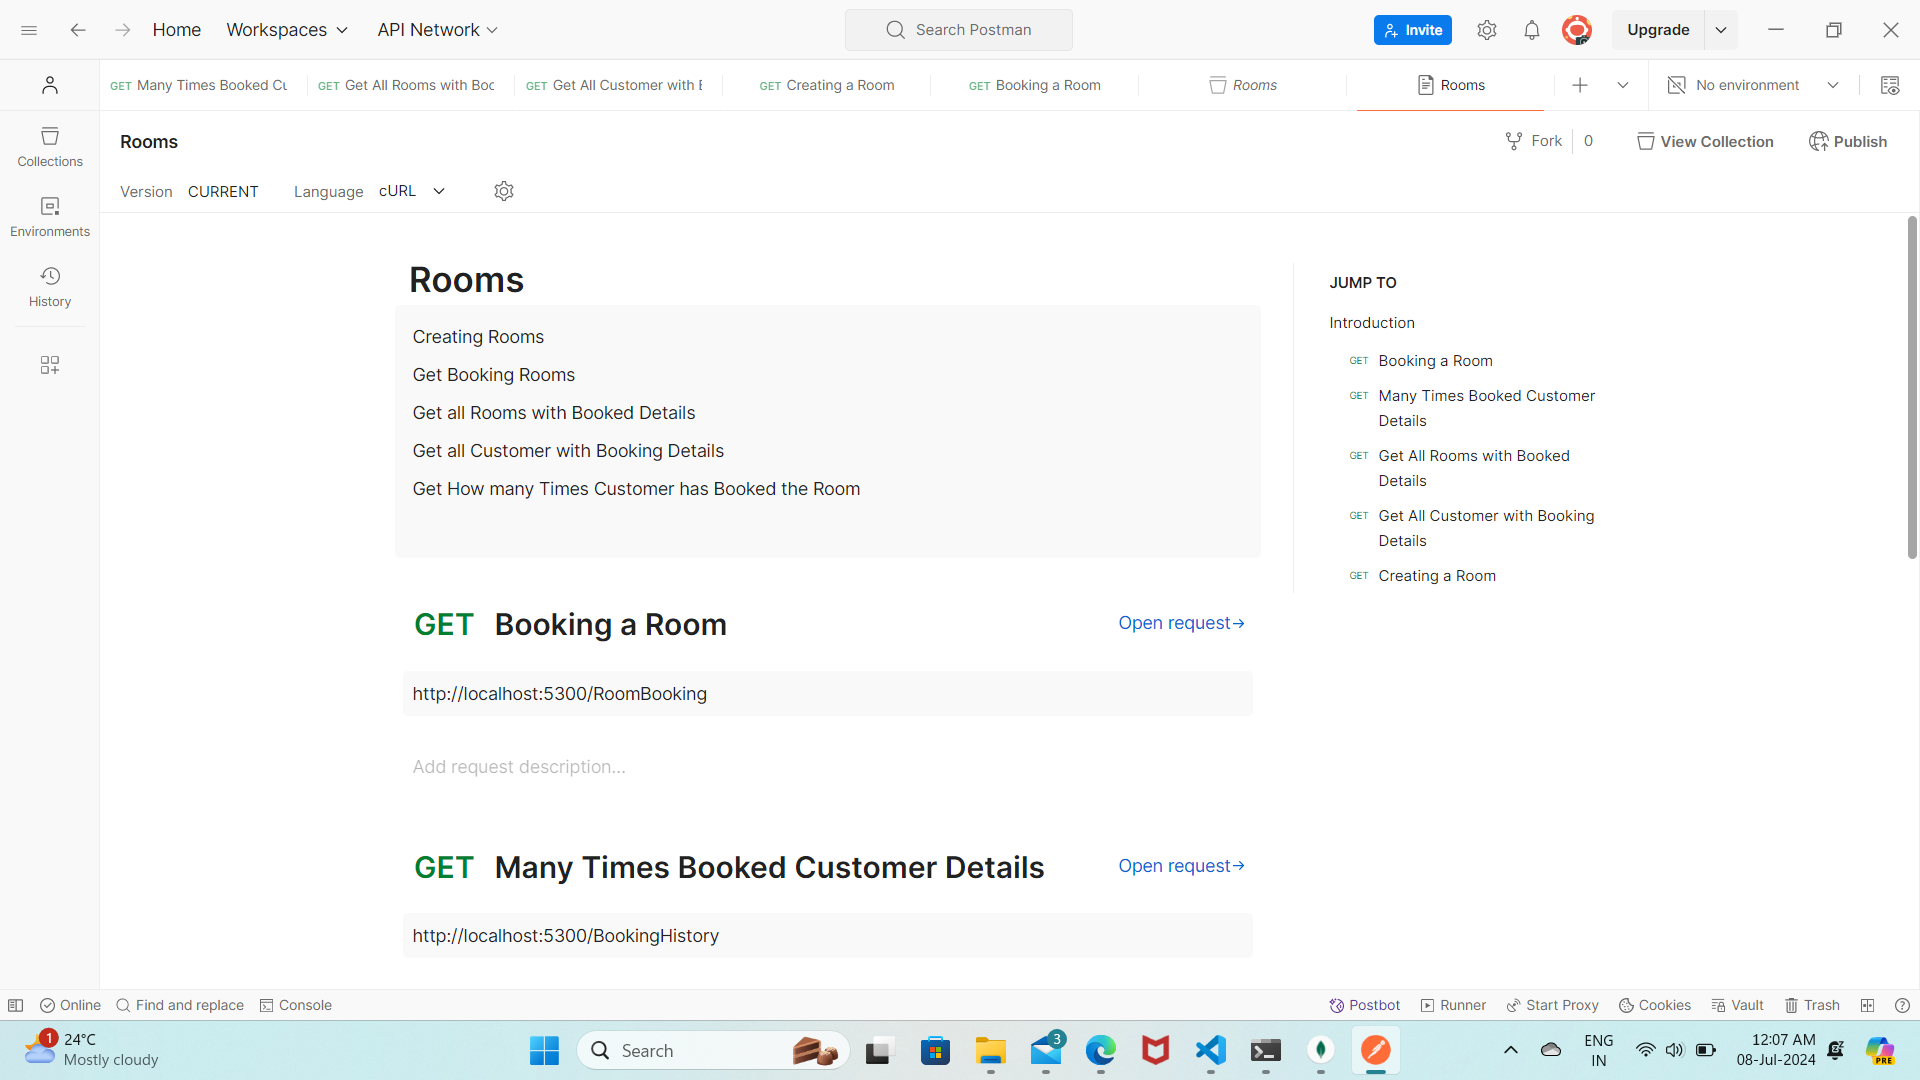 Home Workspaces API Network Search Postman Invite Upgrade
GET Many Times Booked Cu GET Get All Rooms with Boo GET Get All Customer with E GET Creating a Room GET Booking a Room Rooms Rooms No environment
Rooms Fork 0 View Collection Publish
Version CURRENT Language cURL
Collections
Environments
History
Rooms
Creating Rooms
Get Booking Rooms
Get all Rooms with Booked Details
Get all Customer with Booking Details
Get How many Times Customer has Booked the Room
GET Booking a Room Open request→
http://localhost:5300/RoomBooking
Add request description...
GET Many Times Booked Customer Details Open request→
http://localhost:5300/BookingHistory
JUMP TO
Introduction
GET Booking a Room
GET Many Times Booked Customer
Details
GET Get All Rooms with Booked
Details
GET Get All Customer with Booking
Details
GET Creating a Room
Online Find and replace Console Postbot Runner Start Proxy Cookies Vault Trash
1 24°C
Mostly cloudy
Search
3
ENG
IN
12:07 AM
08-Jul-2024
PRE